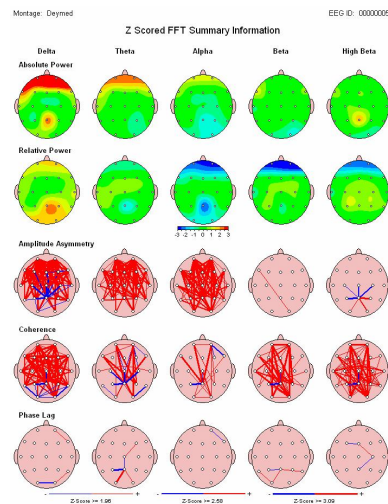 Montage: Deymed EEG ID: 00000005
Z Scored FFT Summary Information
Delta Theta Alpha Beta High Beta
Absolute Power
Relative Power
-3 -2 -1 0 1 2 3
Amplitude Asymmetry
Coherence
Phase Lag
- + - + - +
Z-Score >= 1.96 Z-Score >= 2.58 Z-Score >= 3.09